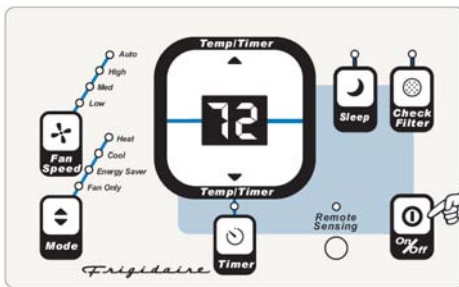 Temp/Timer
72
Temp/Timer
Auto
High
Med
Low
Fan
Speed
Heat
Cool
Energy Saver
Fan Only
Mode
Sleep
Check
Filter
Remote
Sensing
On/Off
Timer
Frigidaire